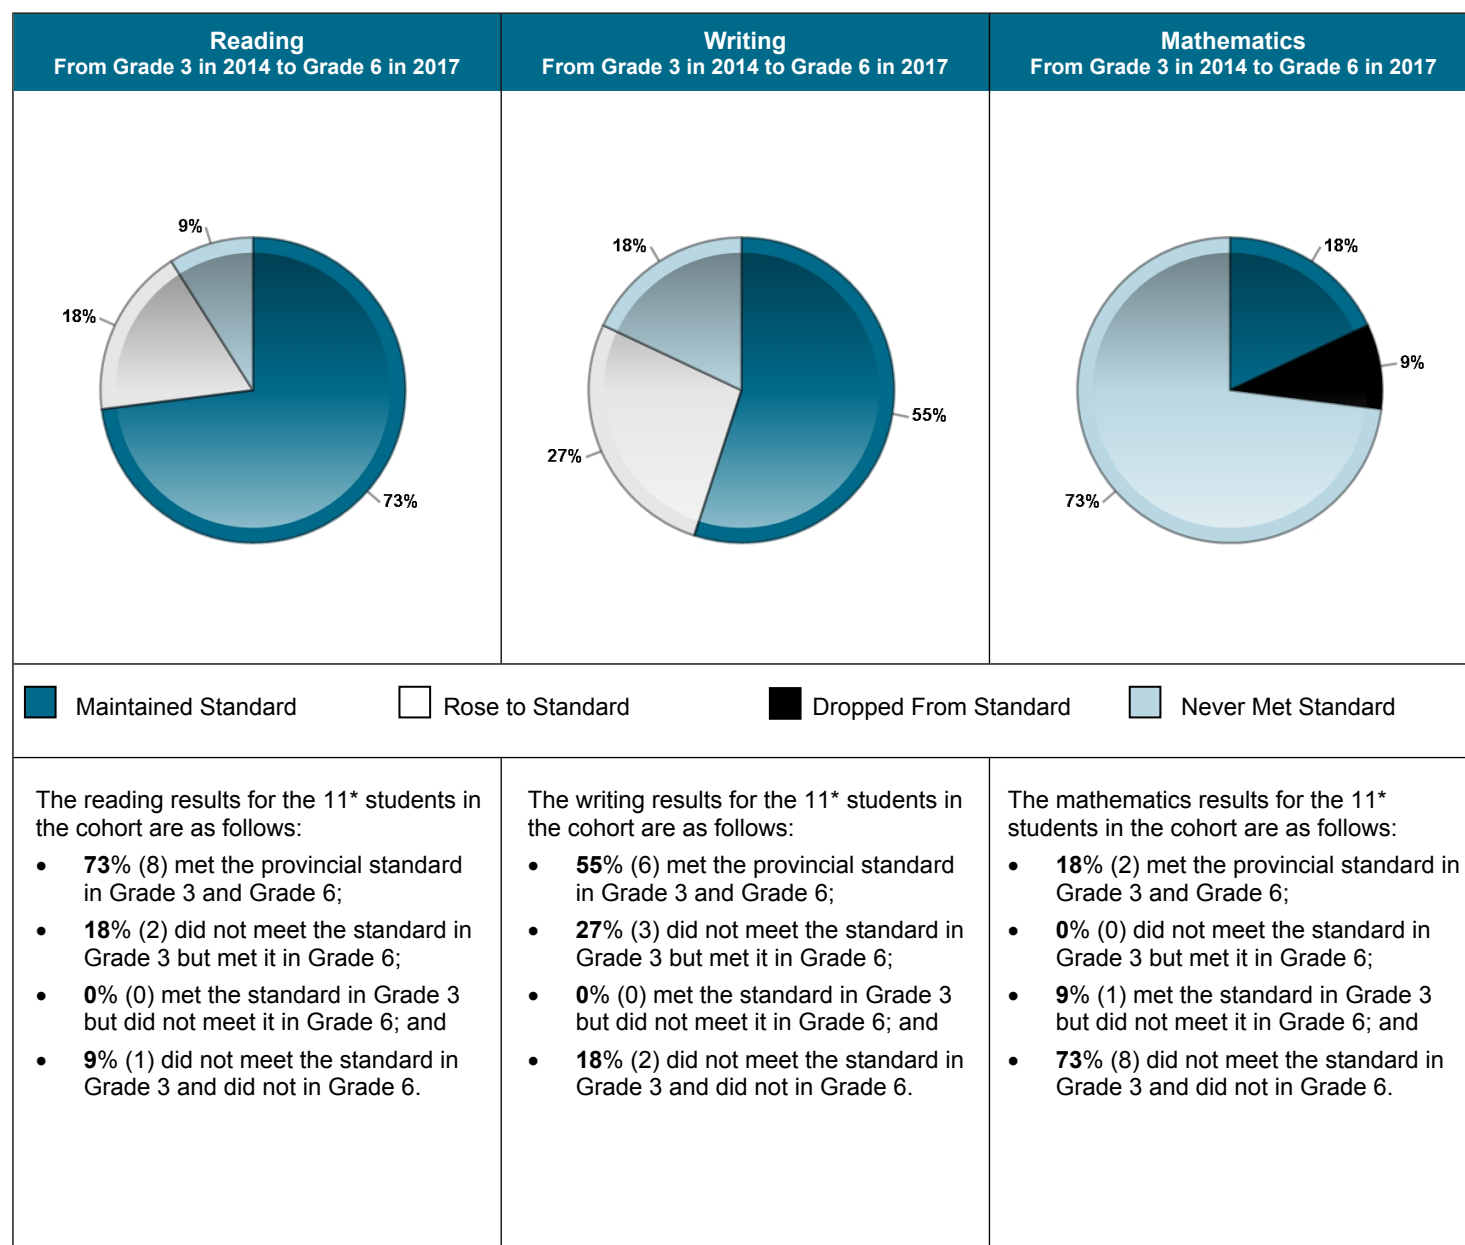 Reading
From Grade 3 in 2014 to Grade 6 in 2017
Writing
From Grade 3 in 2014 to Grade 6 in 2017
Mathematics
From Grade 3 in 2014 to Grade 6 in 2017
9%
18%
73%
18%
27%
55%
18%
9%
73%
Maintained Standard
Rose to Standard
Dropped From Standard
Never Met Standard
The reading results for the 11* students in
the cohort are as follows:
• 73% (8) met the provincial standard
in Grade 3 and Grade 6;
• 18% (2) did not meet the standard in
Grade 3 but met it in Grade 6;
• 0% (0) met the standard in Grade 3
but did not meet it in Grade 6; and
• 9% (1) did not meet the standard in
Grade 3 and did not in Grade 6.
The writing results for the 11* students in
the cohort are as follows:
• 55% (6) met the provincial standard
in Grade 3 and Grade 6;
• 27% (3) did not meet the standard in
Grade 3 but met it in Grade 6;
• 0% (0) met the standard in Grade 3
but did not meet it in Grade 6; and
• 18% (2) did not meet the standard in
Grade 3 and did not in Grade 6.
The mathematics results for the 11*
students in the cohort are as follows:
• 18% (2) met the provincial standard in
Grade 3 and Grade 6;
• 0% (0) did not meet the standard in
Grade 3 but met it in Grade 6;
• 9% (1) met the standard in Grade 3
but did not meet it in Grade 6; and
• 73% (8) did not meet the standard in
Grade 3 and did not in Grade 6.